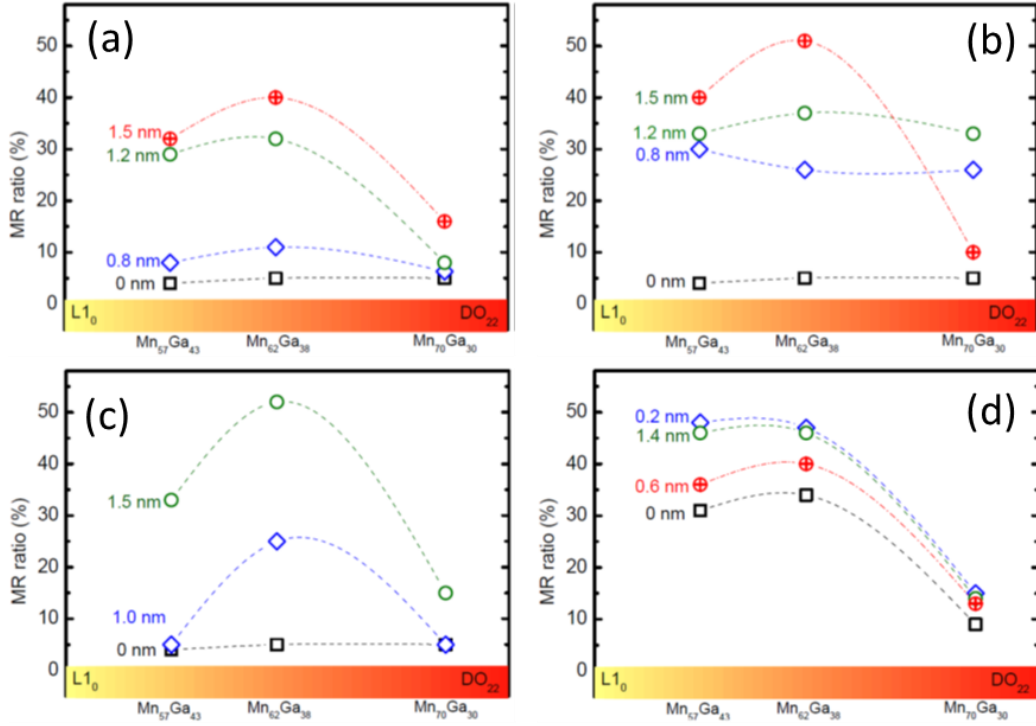 (a)
50
40
30
20
10
0
MR ratio (%)
1.5 nm
1.2 nm
0.8 nm
0 nm
L1₀
DO₂₂
Mn₅₇Ga₄₃
Mn₆₂Ga₃₈
Mn₇₀Ga₃₀
(b)
50
40
30
20
10
0
MR ratio (%)
1.5 nm
1.2 nm
0.8 nm
0 nm
L1₀
DO₂₂
Mn₅₇Ga₄₃
Mn₆₂Ga₃₈
Mn₇₀Ga₃₀
(c)
50
40
30
20
10
0
MR ratio (%)
1.5 nm
1.0 nm
0 nm
L1₀
DO₂₂
Mn₅₇Ga₄₃
Mn₆₂Ga₃₈
Mn₇₀Ga₃₀
(d)
50
40
30
20
10
0
MR ratio (%)
0.2 nm
1.4 nm
0.6 nm
0 nm
L1₀
DO₂₂
Mn₅₇Ga₄₃
Mn₆₂Ga₃₈
Mn₇₀Ga₃₀